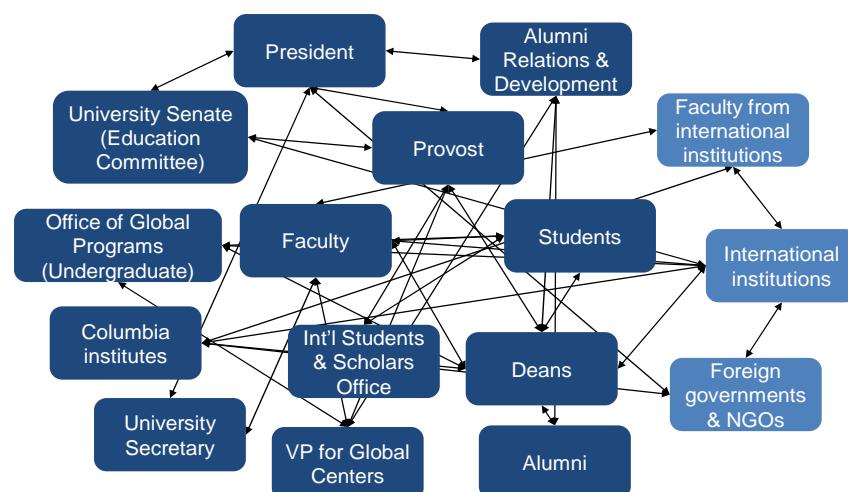 President
Alumni
Relations &
Development
University Senate
(Education
Committee)
Provost
Faculty from
international
institutions
Office of Global
Programs
(Undergraduate)
Faculty
Students
International
institutions
Columbia
institutes
Int'l Students
& Scholars
Office
Deans
Foreign
governments
& NGOs
University
Secretary
VP for Global
Centers
Alumni